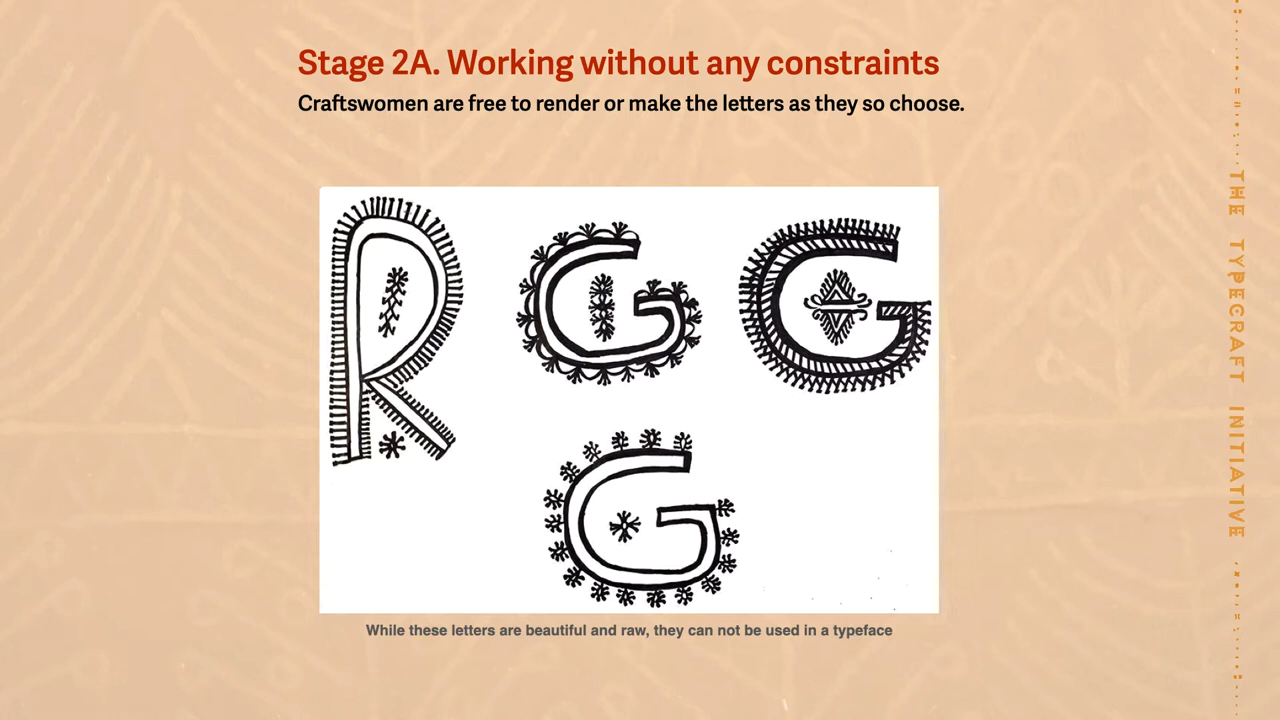 Stage 2A. Working without any constraints
Craftswomen are free to render or make the letters as they so choose.
R G G
G
While these letters are beautiful and raw, they can not be used in a typeface
THE TYPECRAFT INITIATIVE